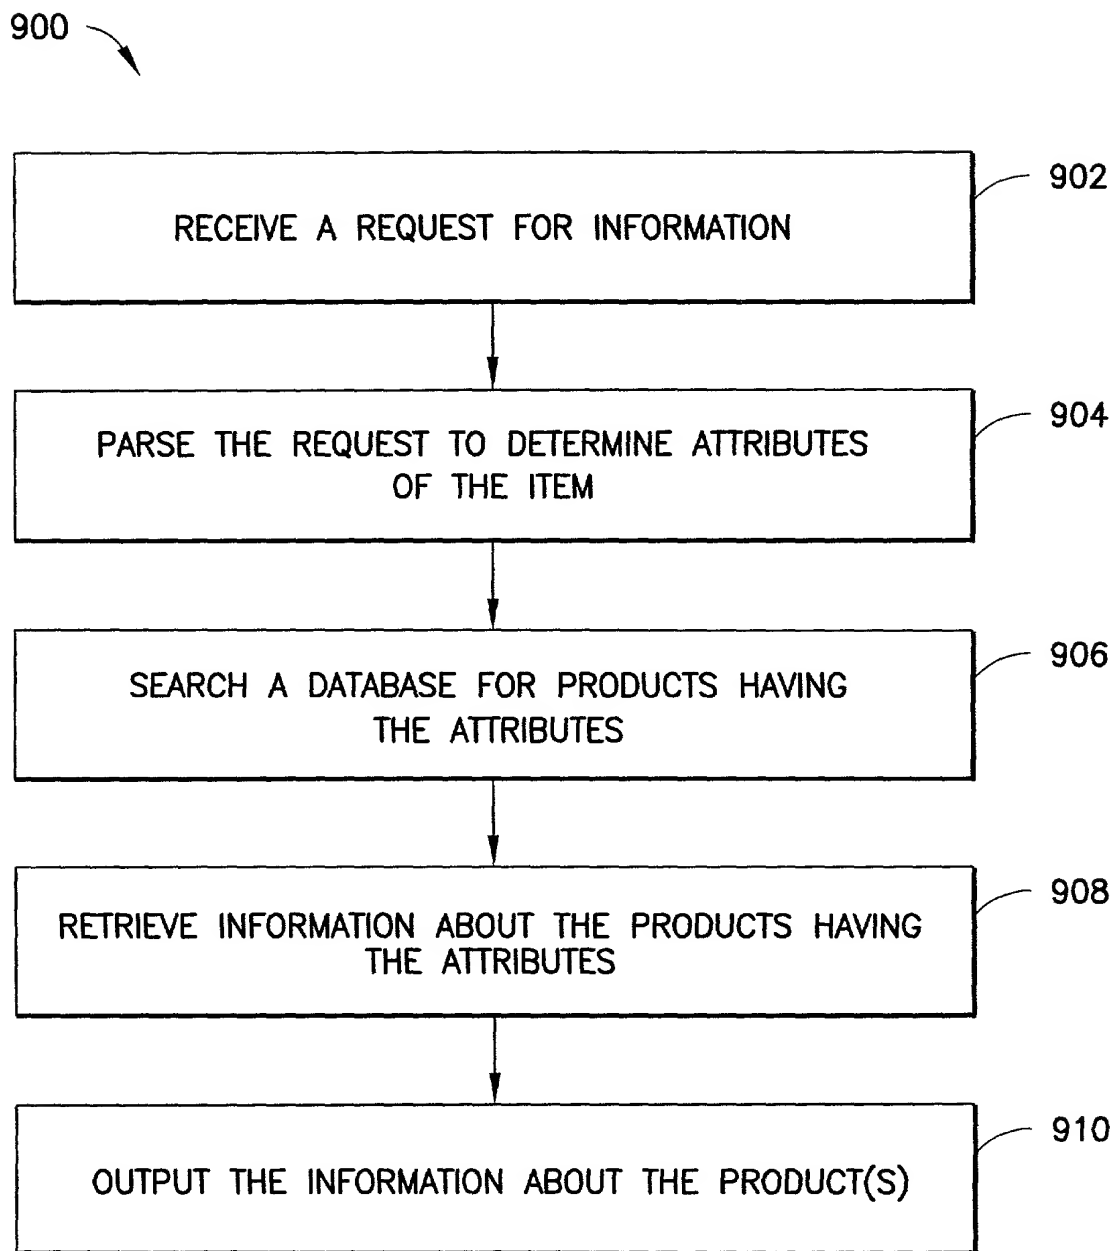 900
RECEIVE A REQUEST FOR INFORMATION
902
PARSE THE REQUEST TO DETERMINE ATTRIBUTES
OF THE ITEM
904
SEARCH A DATABASE FOR PRODUCTS HAVING
THE ATTRIBUTES
906
RETRIEVE INFORMATION ABOUT THE PRODUCTS HAVING
THE ATTRIBUTES
908
OUTPUT THE INFORMATION ABOUT THE PRODUCT(S)
910